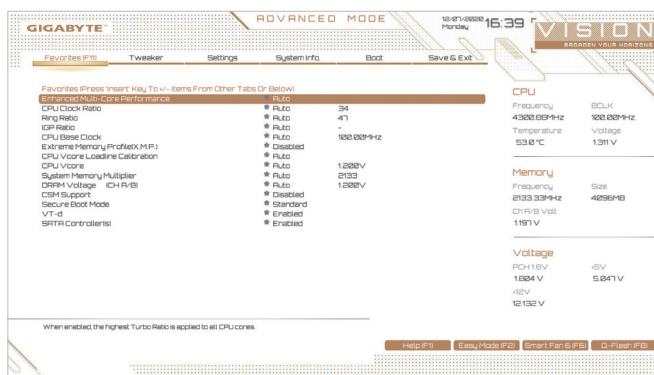 GIGABYTE™
ADVANCED MODE
12/07/2020 Monday 16:39
VISION
BROADEN YOUR HORIZONS
Favorites (F11) Tweaker Settings System Info. Boot Save & Exit
Favorites (Press 'Insert' Key To +/- Items From Other Tabs Or Below)
Enhanced Multi-Core Performance Auto
CPU Clock Ratio Auto 34
Ring Ratio Auto 47
IGP Ratio Auto -
CPU Base Clock Auto 100.00MHz
Extreme Memory Profile(X.M.P.) Disabled
CPU Vcore Loadline Calibration Auto
CPU Vcore Auto 1.200V
System Memory Multiplier Auto 2133
DRAM Voltage (CH A/B) Auto 1.200V
CSM Support Disabled
Secure Boot Mode Standard
VT-d Enabled
SATA Controller(s) Enabled
CPU
Frequency BCLK
4300.88MHz 100.00MHz
Temperature Voltage
53.0 °C 1.311 V
Memory
Frequency Size
2133.33MHz 4096MB
Ch A/B Volt
1.197 V
Voltage
PCH 1.8V +5V
1.804 V 5.047 V
+12V
12.132 V
When enabled, the highest Turbo Ratio is applied to all CPU cores.
Help (F1) Easy Mode (F2) Smart Fan 6 (F6) Q-Flash (F8)